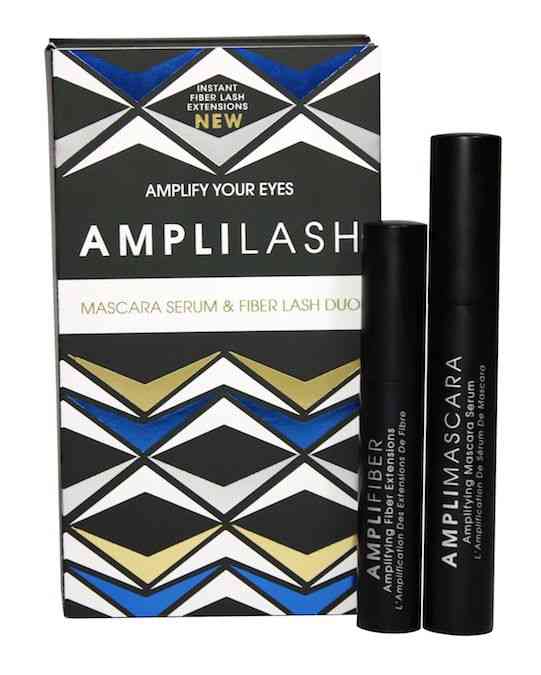 INSTANT
FIBER LASH
EXTENSIONS
NEW
AMPLIFY YOUR EYES
AMPLILASH
MASCARA SERUM & FIBER LASH DUO
AMPLIFIBER
Amplifying Fiber Extensions
L'Amplification Des Extensions De Fibre
AMPLIMASCARA
Amplifying Mascara Serum
L'Amplification De Sérum De Mascara